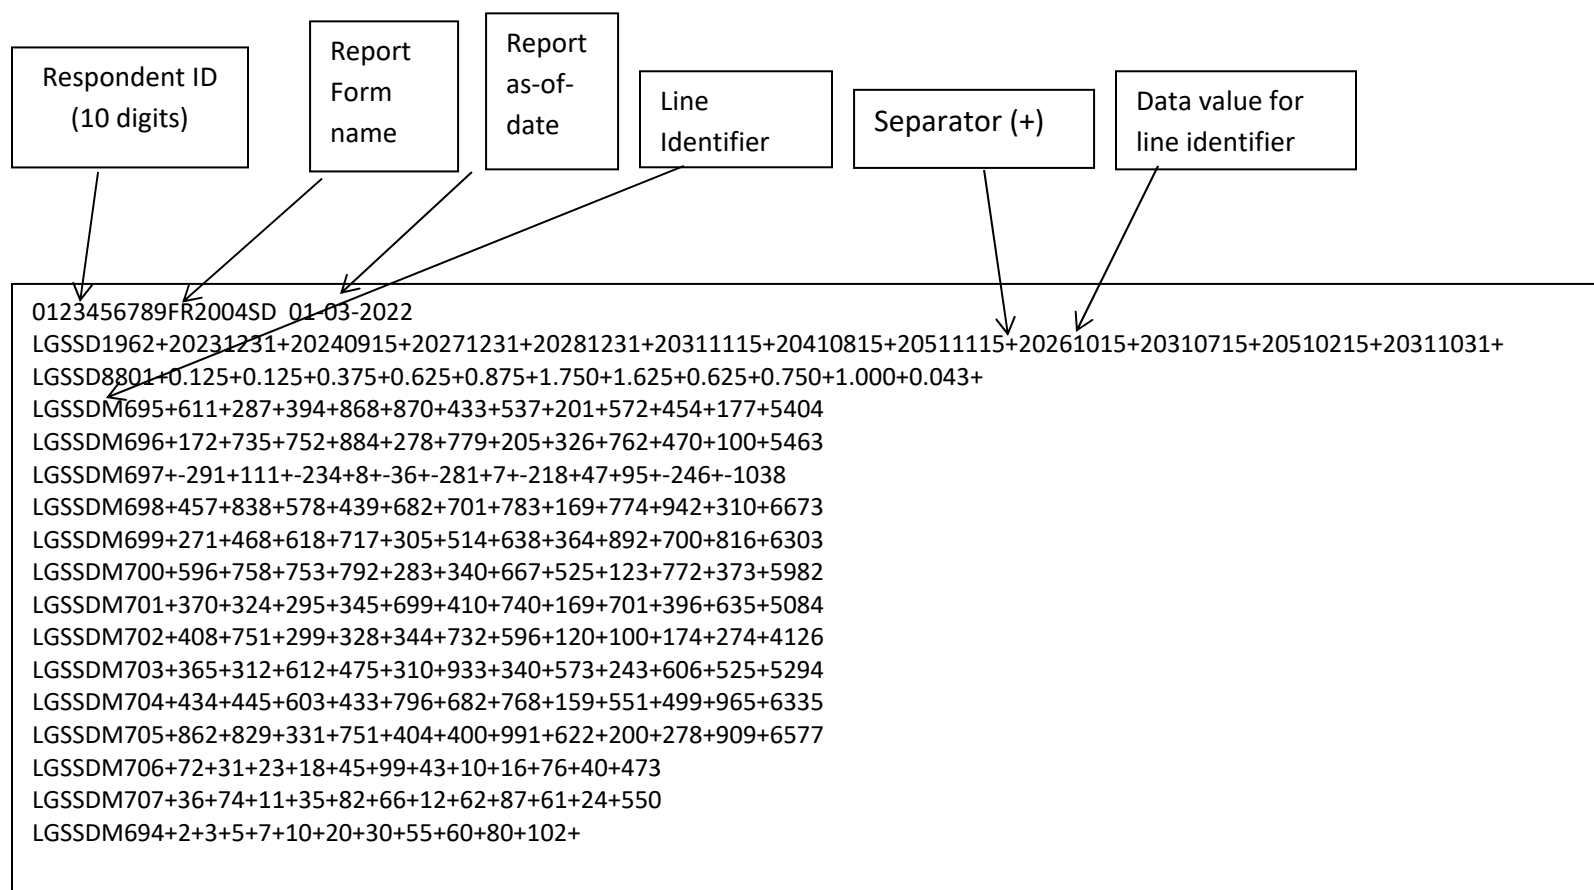 Respondent ID
(10 digits)
Report
Form
name
Report
as-of-
date
Line
Identifier
Separator (+)
Data value for
line identifier
0123456789FR2004SD  01-03-2022
LGSSD1962+20231231+20240915+20271231+20281231+20311115+20410815+20511115+20261015+20310715+20510215+20311031+
LGSSD8801+0.125+0.125+0.375+0.625+0.875+1.750+1.625+0.625+0.750+1.000+0.043+
LGSSDM695+611+287+394+868+870+433+537+201+572+454+177+5404
LGSSDM696+172+735+752+884+278+779+205+326+762+470+100+5463
LGSSDM697+-291+111+-234+8+-36+-281+7+-218+47+95+-246+-1038
LGSSDM698+457+838+578+439+682+701+783+169+774+942+310+6673
LGSSDM699+271+468+618+717+305+514+638+364+892+700+816+6303
LGSSDM700+596+758+753+792+283+340+667+525+123+772+373+5982
LGSSDM701+370+324+295+345+699+410+740+169+701+396+635+5084
LGSSDM702+408+751+299+328+344+732+596+120+100+174+274+4126
LGSSDM703+365+312+612+475+310+933+340+573+243+606+525+5294
LGSSDM704+434+445+603+433+796+682+768+159+551+499+965+6335
LGSSDM705+862+829+331+751+404+400+991+622+200+278+909+6577
LGSSDM706+72+31+23+18+45+99+43+10+16+76+40+473
LGSSDM707+36+74+11+35+82+66+12+62+87+61+24+550
LGSSDM694+2+3+5+7+10+20+30+55+60+80+102+